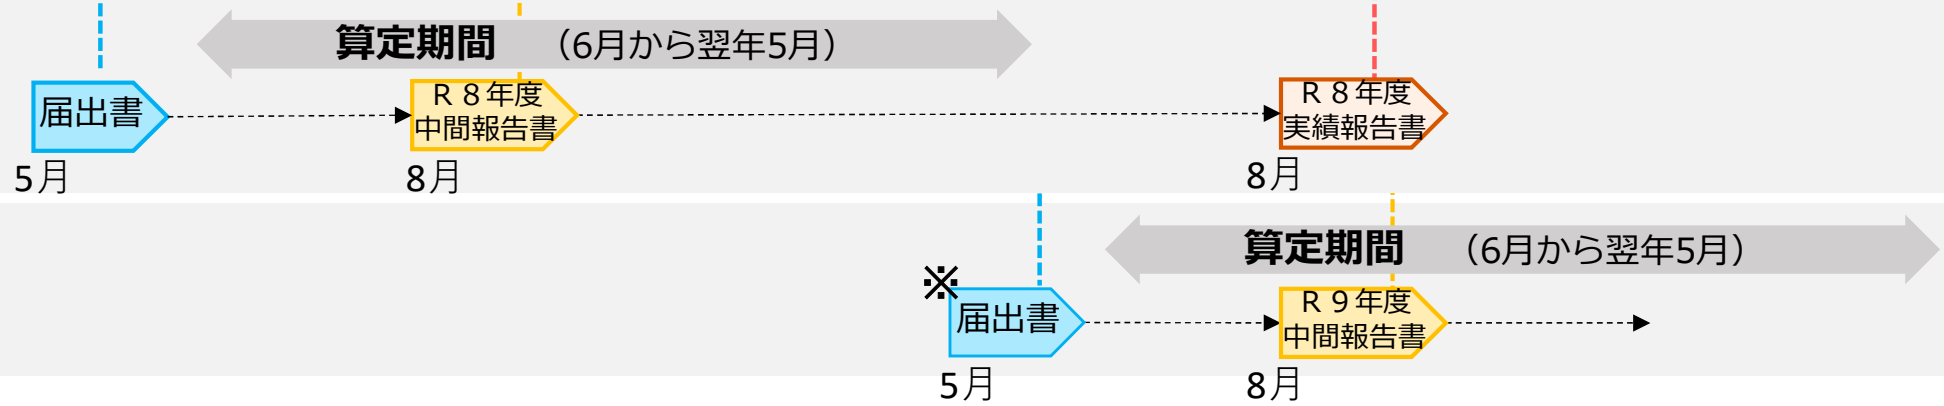 算定期間　（6月から翌年5月）
届出書
Ｒ８年度
中間報告書
Ｒ８年度
実績報告書
5月
8月
8月
算定期間　（6月から翌年5月）
※
届出書
Ｒ９年度
中間報告書
5月
8月